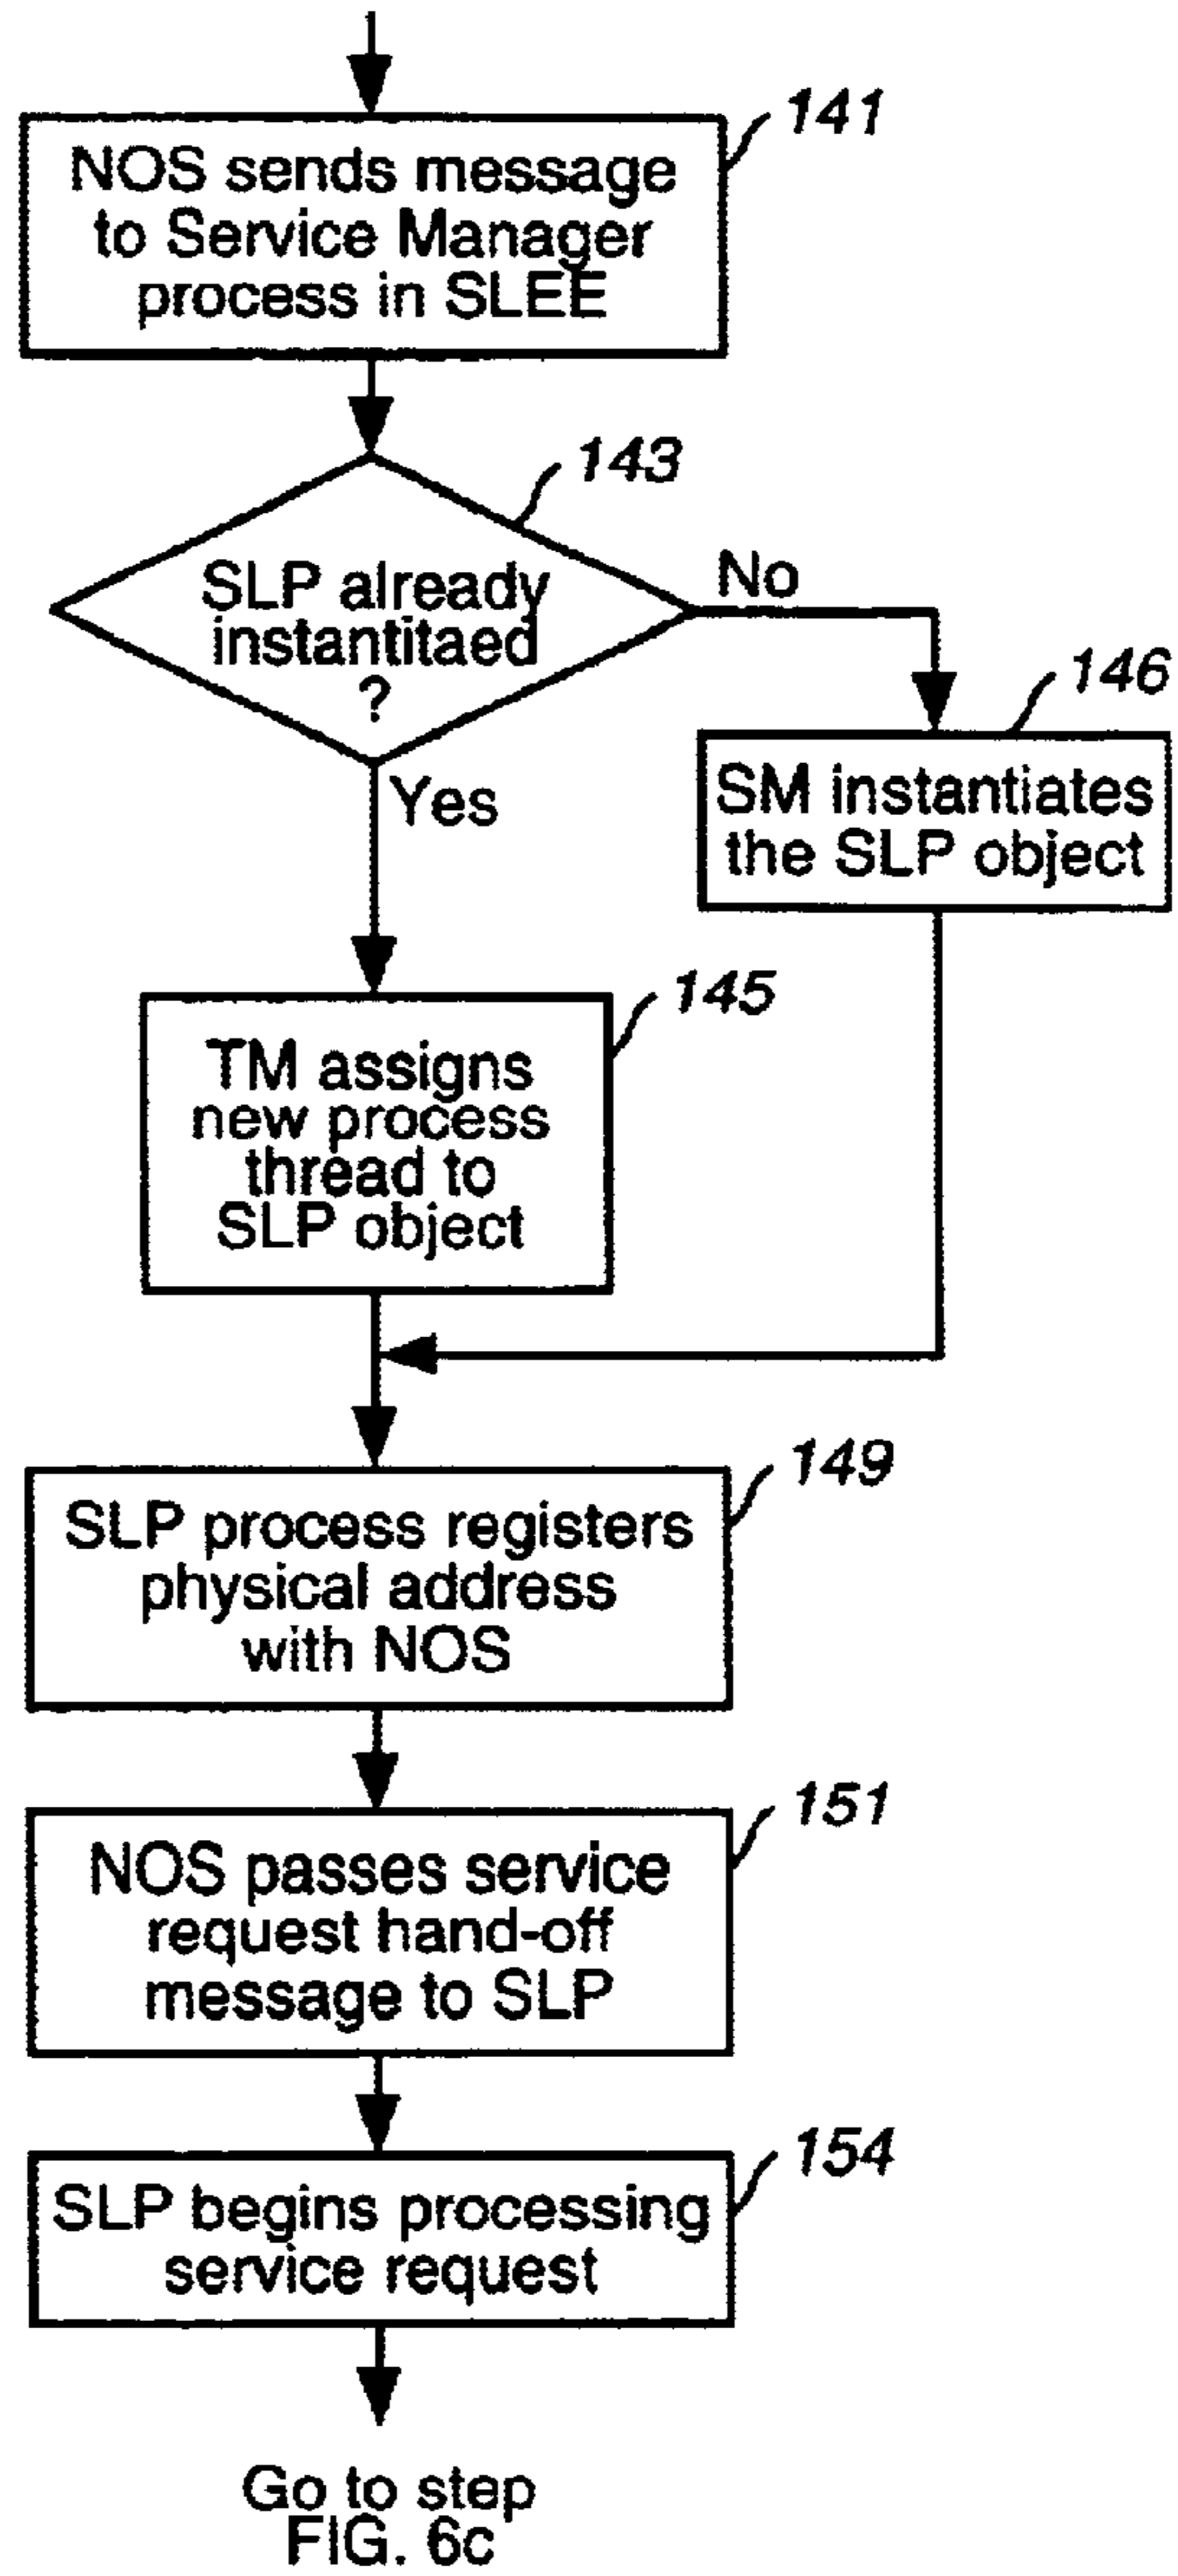 141
NOS sends message
to Service Manager
process in SLEE
143
SLP already
instantitaed
?
No
Yes
146
SM instantiates
the SLP object
145
TM assigns
new process
thread to
SLP object
149
SLP process registers
physical address
with NOS
151
NOS passes service
request hand-off
message to SLP
154
SLP begins processing
service request
Go to step
FIG. 6c